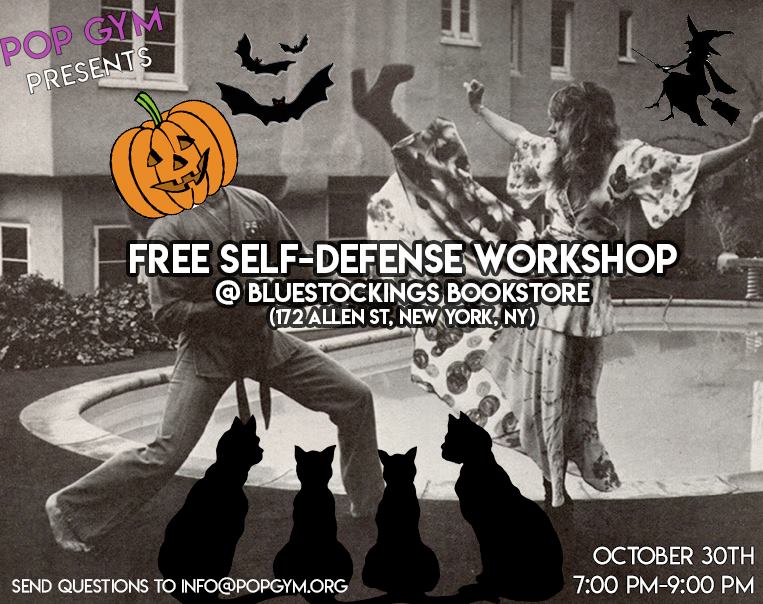 POP GYM
PRESENTS
FREE SELF-DEFENSE WORKSHOP
@ BLUESTOCKINGS BOOKSTORE
(172 ALLEN ST, NEW YORK, NY)
OCTOBER 30TH
7:00 PM-9:00 PM
SEND QUESTIONS TO INFO@POPGYM.ORG